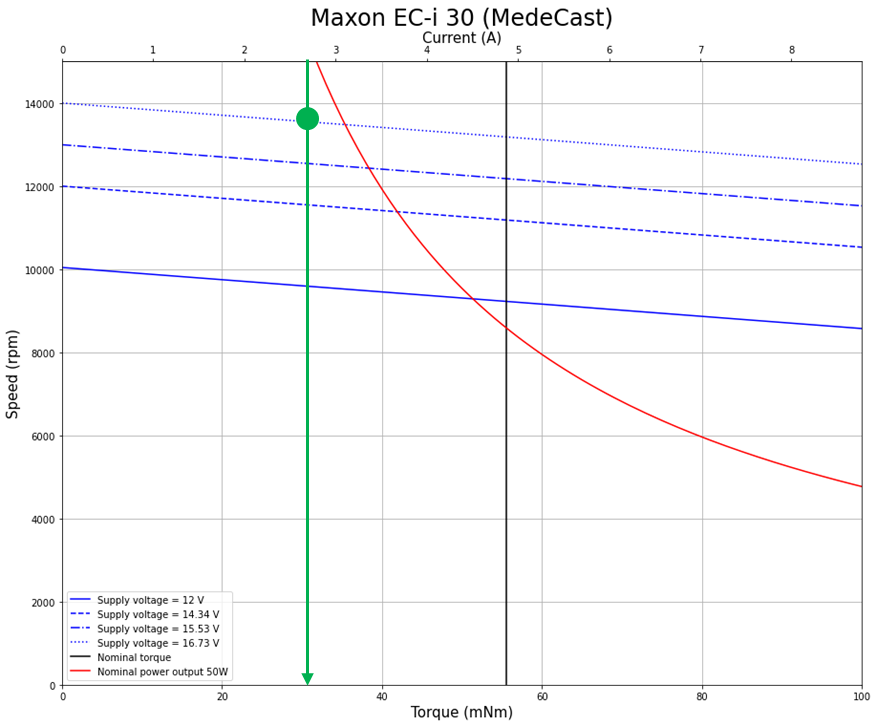 Maxon EC-i 30 (MedeCast)
Current (A)
0 1 2 3 4 5 6 7 8
14000
12000
10000
8000
6000
4000
2000
0
Speed (rpm)
Supply voltage = 12 V
Supply voltage = 14.34 V
Supply voltage = 15.53 V
Supply voltage = 16.73 V
Nominal torque
Nominal power output 50W
0 20 40 60 80 100
Torque (mNm)